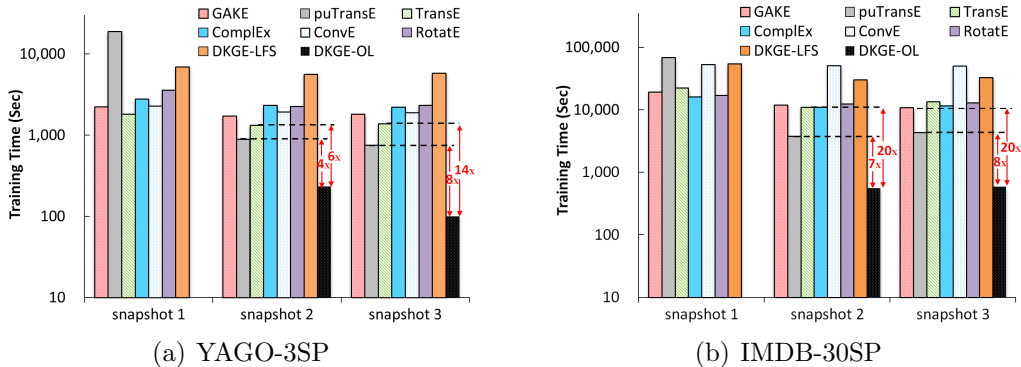 GAKE puTransE TransE
ComplEx ConvE RotatE
DKGE-LFS DKGE-OL
Training Time (Sec)
10,000
1,000
100
10
6x
4x
14x
8x
snapshot 1 snapshot 2 snapshot 3
(a) YAGO-3SP
GAKE puTransE TransE
ComplEx ConvE RotatE
DKGE-LFS DKGE-OL
Training Time (Sec)
100,000
10,000
1,000
100
10
20x
7x
20x
8x
snapshot 1 snapshot 2 snapshot 3
(b) IMDB-30SP